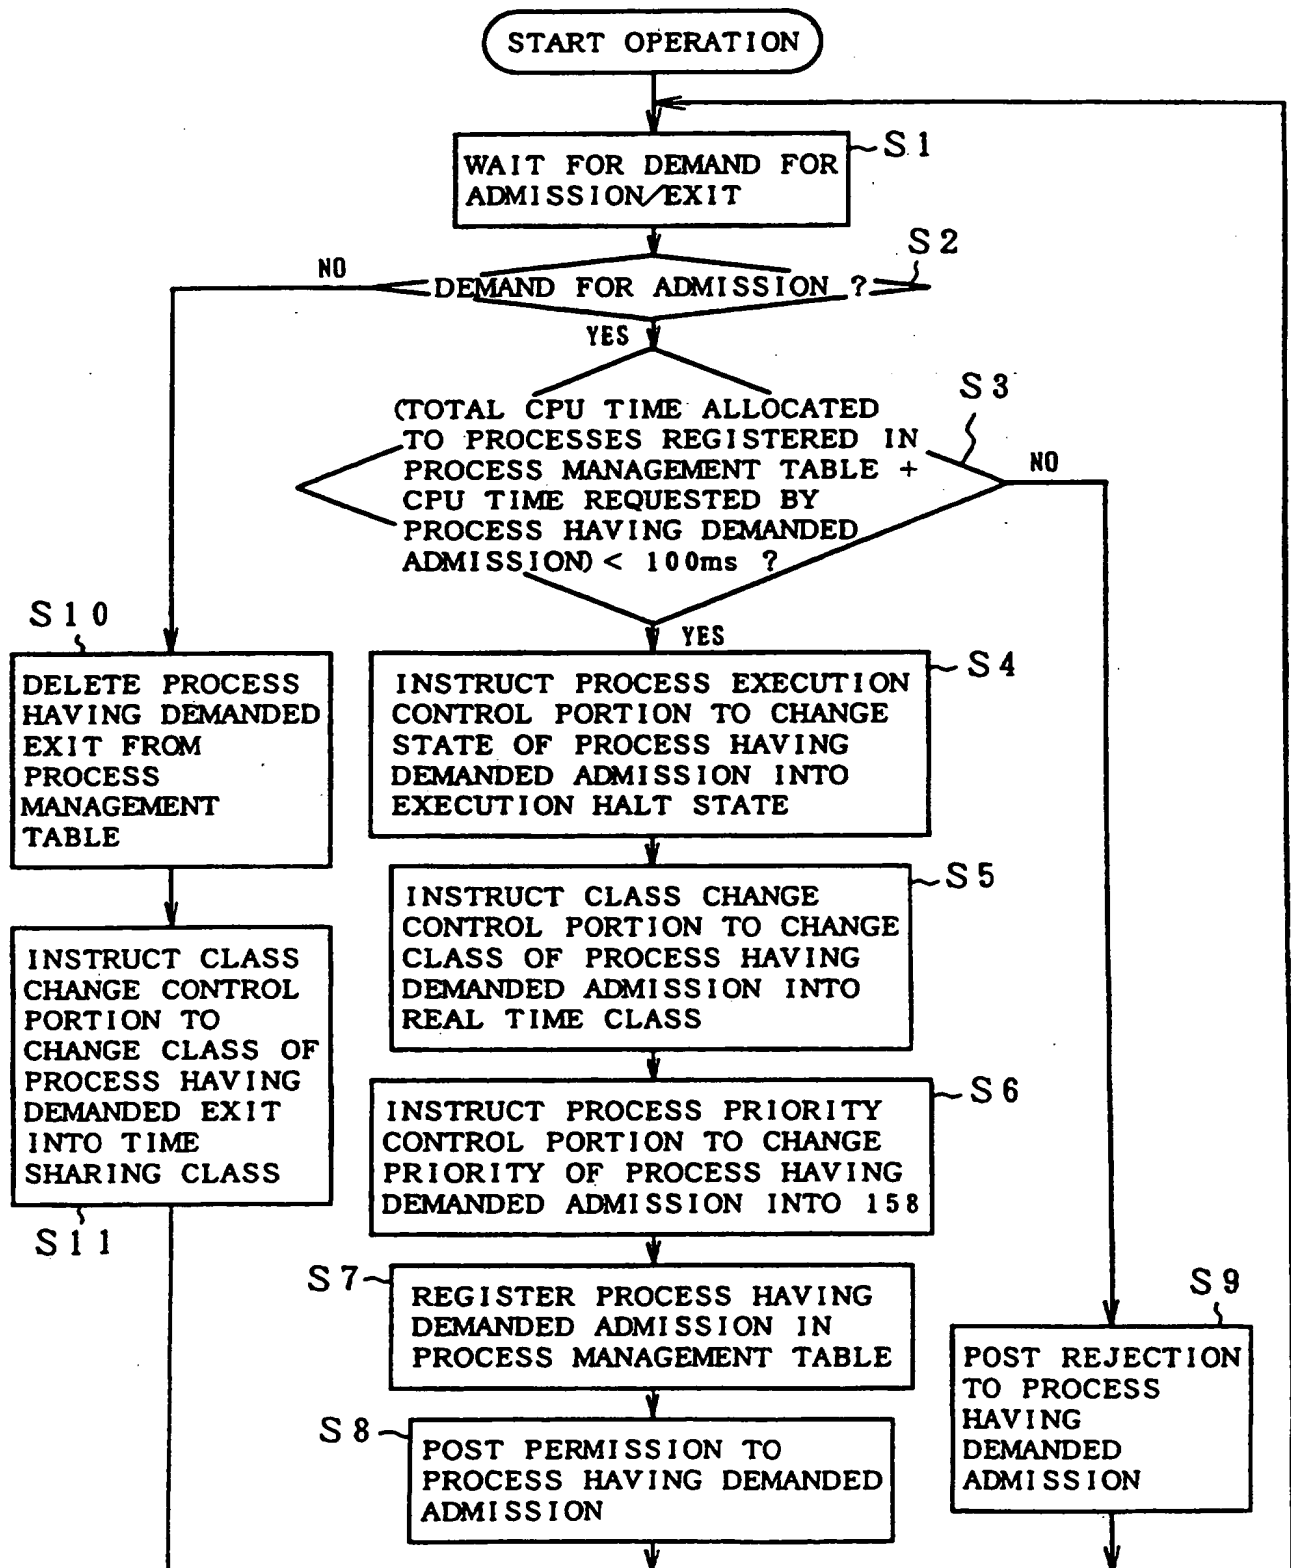 START OPERATION
S1
WAIT FOR DEMAND FOR
ADMISSION/EXIT
S2
NO
DEMAND FOR ADMISSION ?
YES
S3
(TOTAL CPU TIME ALLOCATED
TO PROCESSES REGISTERED IN
PROCESS MANAGEMENT TABLE +
CPU TIME REQUESTED BY
PROCESS HAVING DEMANDED
ADMISSION) < 100ms ?
NO
YES
S10
DELETE PROCESS
HAVING DEMANDED
EXIT FROM
PROCESS
MANAGEMENT
TABLE
S4
INSTRUCT PROCESS EXECUTION
CONTROL PORTION TO CHANGE
STATE OF PROCESS HAVING
DEMANDED ADMISSION INTO
EXECUTION HALT STATE
S5
INSTRUCT CLASS CHANGE
CONTROL PORTION TO CHANGE
CLASS OF PROCESS HAVING
DEMANDED ADMISSION INTO
REAL TIME CLASS
INSTRUCT CLASS
CHANGE CONTROL
PORTION TO
CHANGE CLASS OF
PROCESS HAVING
DEMANDED EXIT
INTO TIME
SHARING CLASS
S11
S6
INSTRUCT PROCESS PRIORITY
CONTROL PORTION TO CHANGE
PRIORITY OF PROCESS HAVING
DEMANDED ADMISSION INTO 158
S7
REGISTER PROCESS HAVING
DEMANDED ADMISSION IN
PROCESS MANAGEMENT TABLE
S9
POST REJECTION
TO PROCESS
HAVING
DEMANDED
ADMISSION
S8
POST PERMISSION TO
PROCESS HAVING DEMANDED
ADMISSION